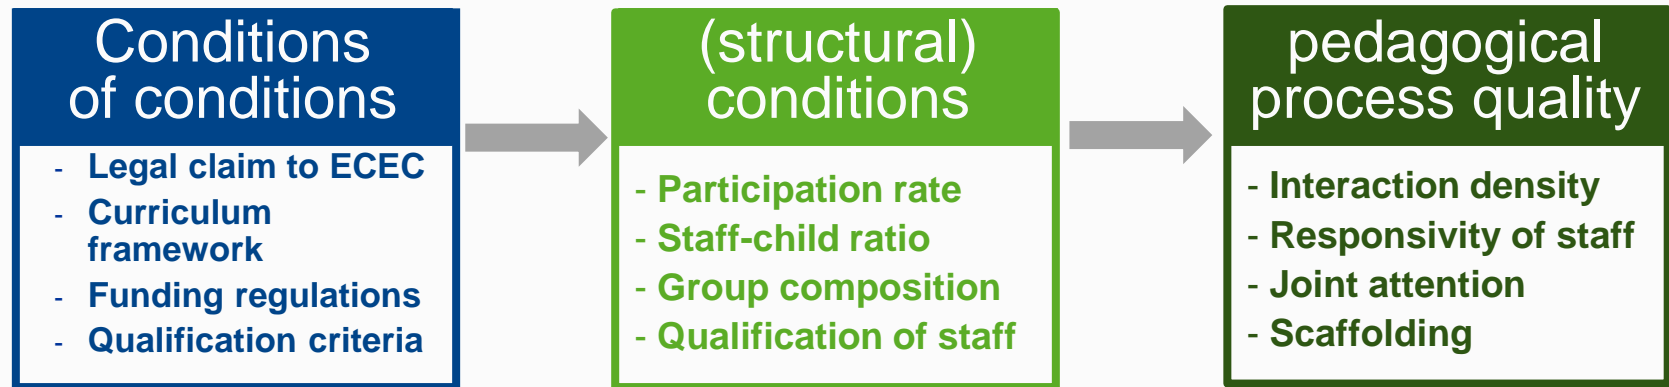 Conditions
of conditions
- Legal claim to ECEC
- Curriculum
framework
- Funding regulations
- Qualification criteria
(structural)
conditions
- Participation rate
- Staff-child ratio
- Group composition
- Qualification of staff
pedagogical
process quality
- Interaction density
- Responsivity of staff
- Joint attention
- Scaffolding